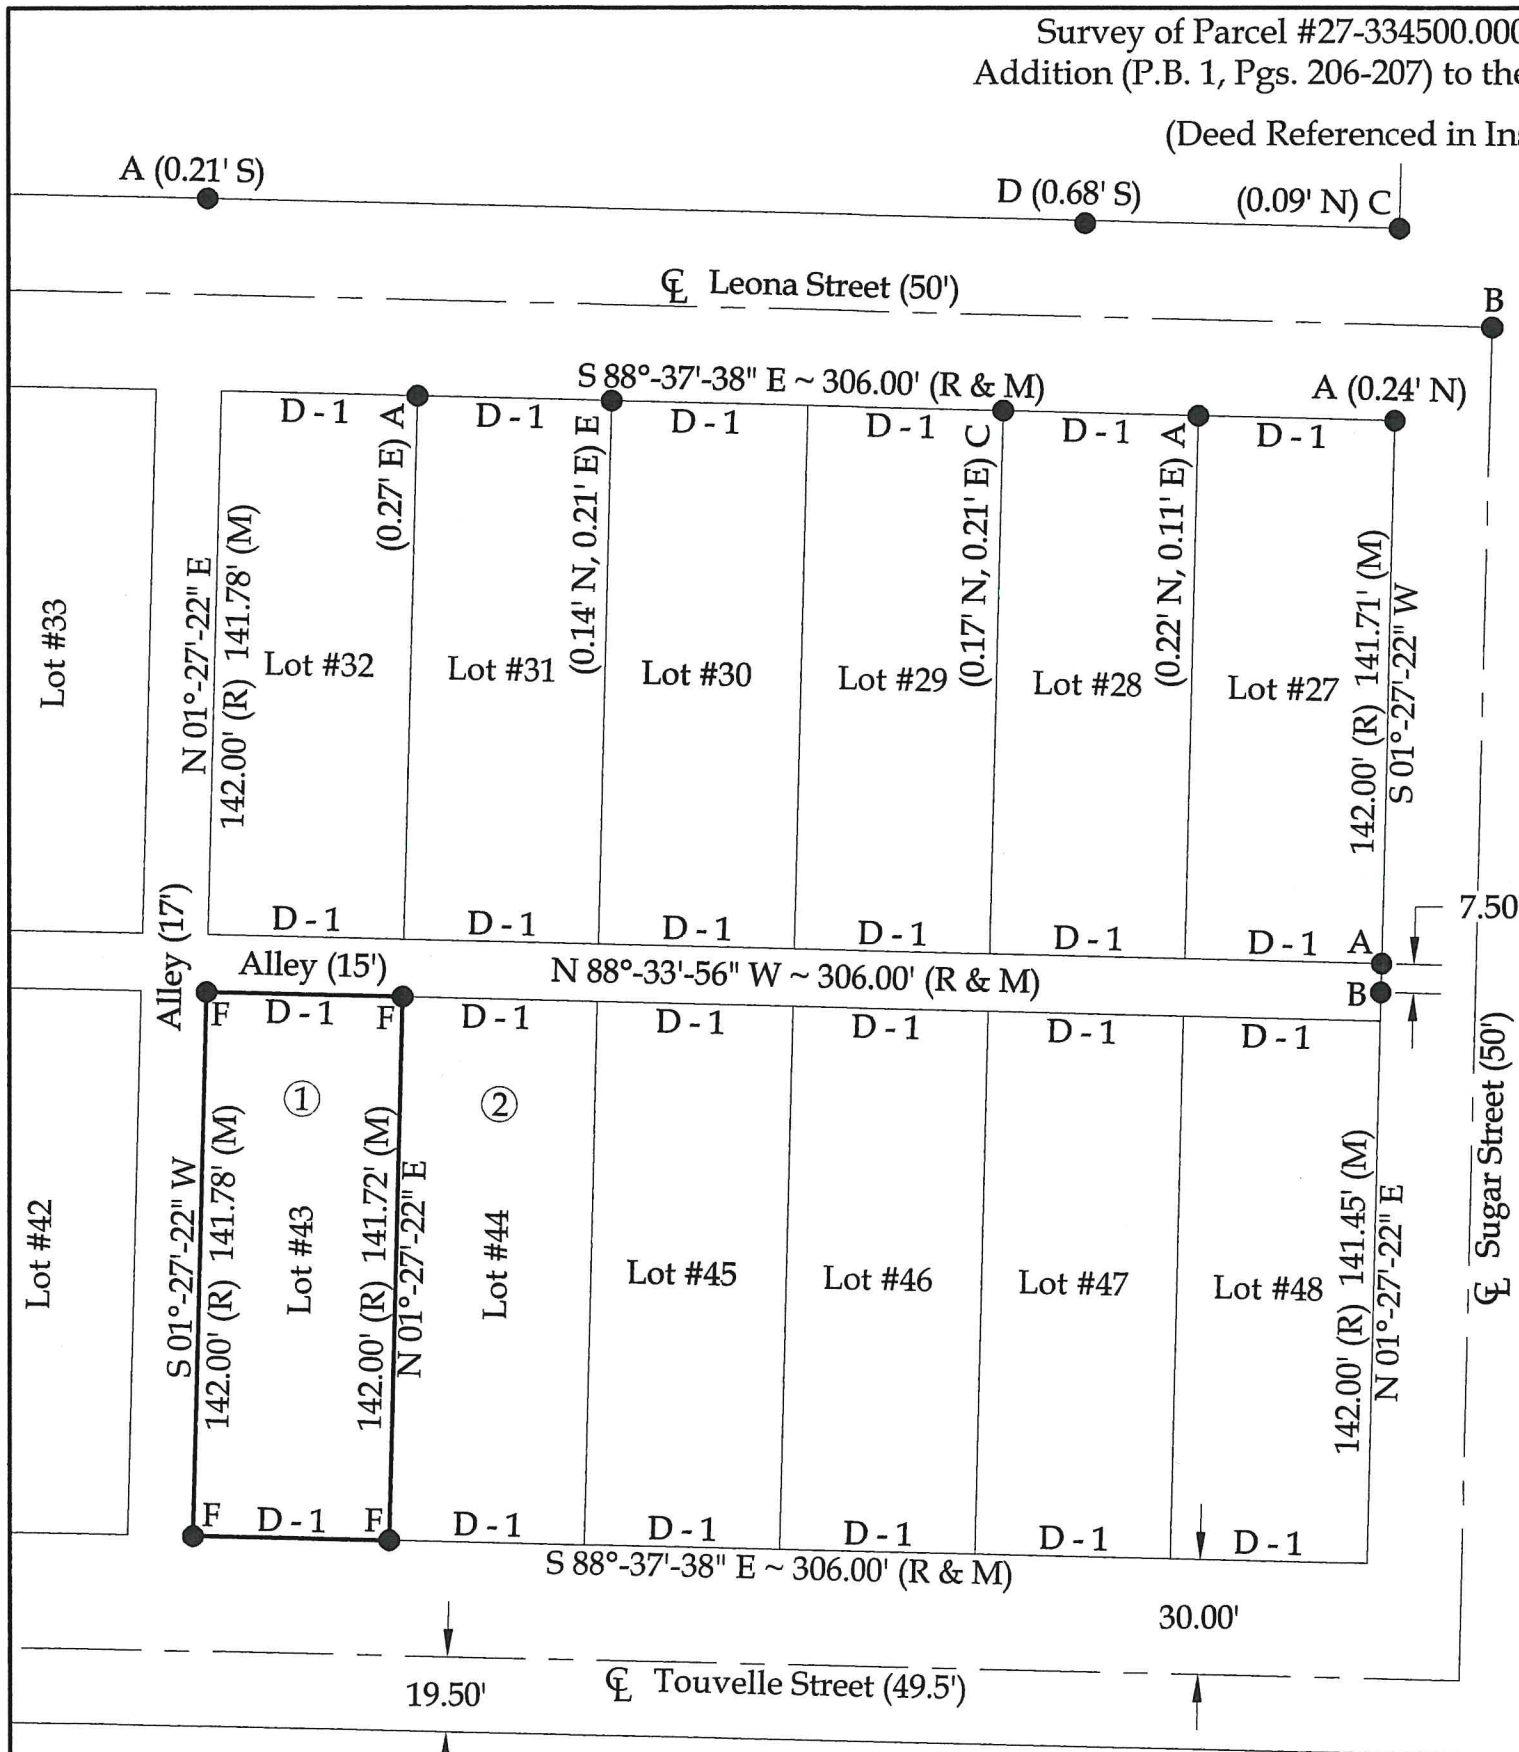 Survey of Parcel #27-334500.000
Addition (P.B. 1, Pgs. 206-207) to the
(Deed Referenced in Ins
A (0.21' S)
D (0.68' S)
(0.09' N) C
℄ Leona Street (50')
B
S 88°-37'-38" E ~ 306.00' (R & M)
A (0.24' N)
D - 1
D - 1
D - 1
D - 1
D - 1
D - 1
(0.27' E) A
(0.14' N, 0.21' E) E
(0.17' N, 0.21' E) C
(0.22' N, 0.11' E) A
Lot #33
N 01°-27'-22" E
142.00' (R) 141.78' (M)
Lot #32
Lot #31
Lot #30
Lot #29
Lot #28
Lot #27
142.00' (R) 141.71' (M)
S 01°-27'-22" W
D - 1
D - 1
D - 1
D - 1
D - 1
D - 1
A
7.50
Alley (17')
Alley (15')
N 88°-33'-56" W ~ 306.00' (R & M)
B
F
D - 1
F
D - 1
D - 1
D - 1
D - 1
D - 1
1
2
Lot #42
S 01°-27'-22" W
142.00' (R) 141.78' (M)
Lot #43
142.00' (R) 141.72' (M)
N 01°-27'-22" E
Lot #44
Lot #45
Lot #46
Lot #47
Lot #48
142.00' (R) 141.45' (M)
N 01°-27'-22" E
℄ Sugar Street (50')
F
D - 1
F
D - 1
D - 1
D - 1
D - 1
D - 1
S 88°-37'-38" E ~ 306.00' (R & M)
30.00'
19.50'
℄ Touvelle Street (49.5')